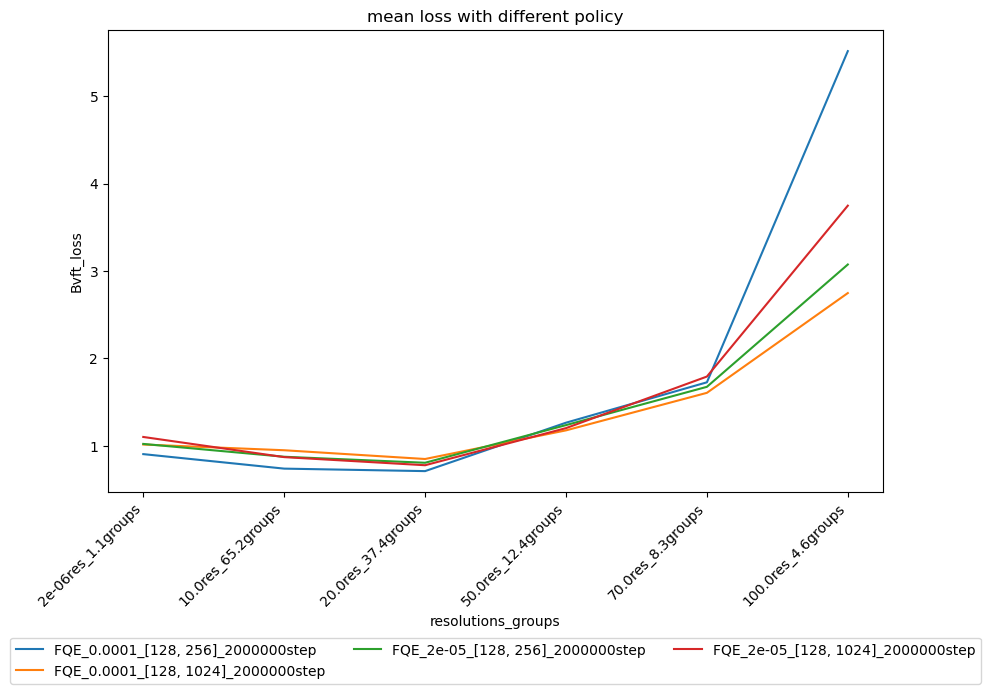 mean loss with different policy
5
4
3
2
1
Bvft_loss
2e-06res_1.1groups
10.0res_65.2groups
20.0res_37.4groups
50.0res_12.4groups
70.0res_8.3groups
100.0res_4.6groups
resolutions_groups
FQE_0.0001_[128, 256]_2000000step
FQE_0.0001_[128, 1024]_2000000step
FQE_2e-05_[128, 256]_2000000step
FQE_2e-05_[128, 1024]_2000000step